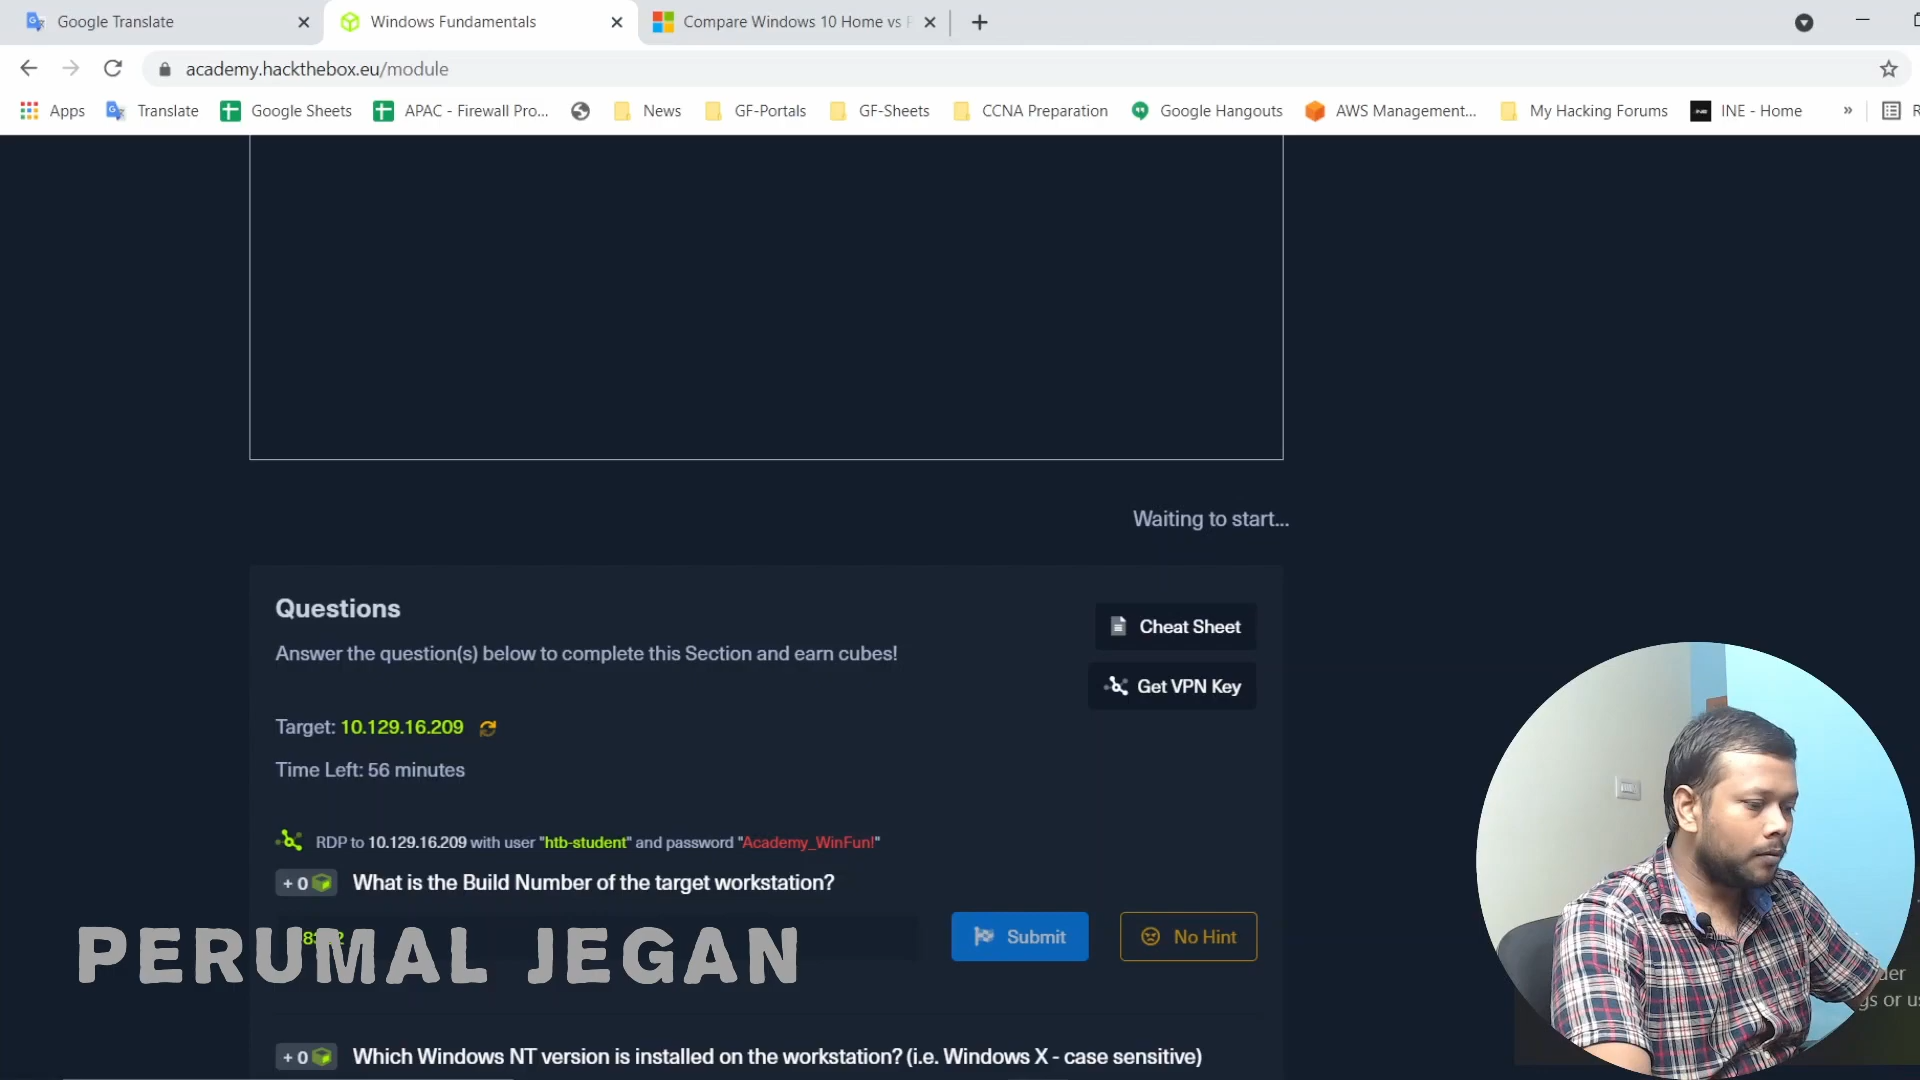 Google Translate
Windows Fundamentals
Compare Windows 10 Home vs
academy.hackthebox.eu/module
Apps
Translate
Google Sheets
APAC - Firewall Pro...
News
GF-Portals
GF-Sheets
CCNA Preparation
Google Hangouts
AWS Management...
My Hacking Forums
INE - Home
»
Waiting to start...
Questions
Cheat Sheet
Answer the question(s) below to complete this Section and earn cubes!
Get VPN Key
Target: 10.129.16.209
Time Left: 56 minutes
RDP to 10.129.16.209 with user "htb-student" and password "Academy_WinFun!"
+ 0 What is the Build Number of the target workstation?
PERUMAL JEGAN
Submit
No Hint
+ 0 Which Windows NT version is installed on the workstation? (i.e. Windows X - case sensitive)
gs or